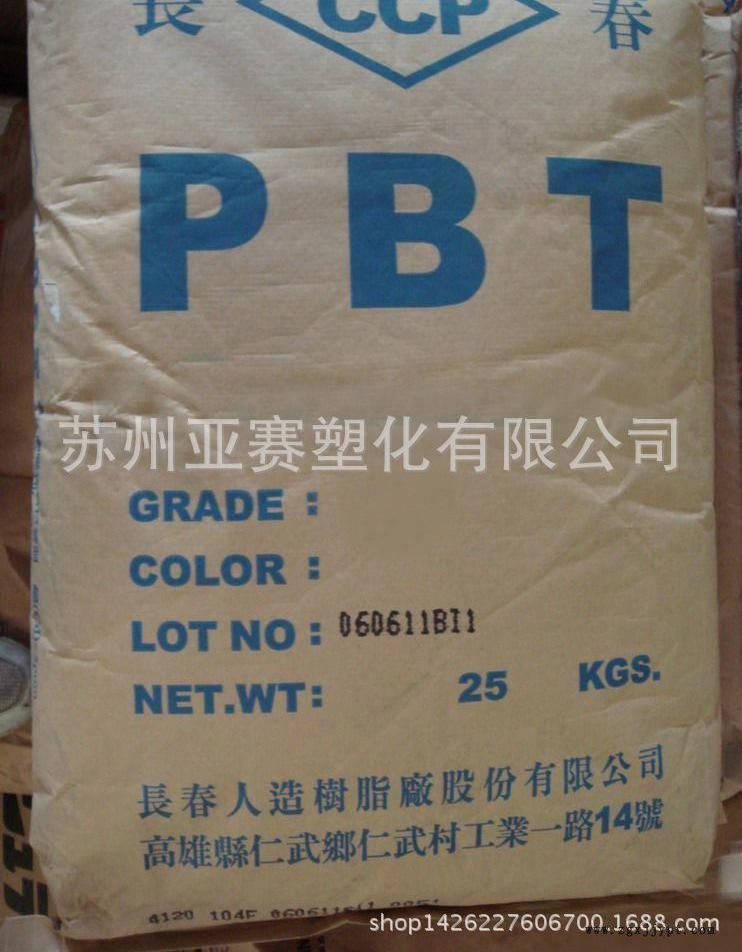 長 CCP 春
PBT
苏州亚赛塑化有限公司
GRADE :
COLOR :
LOT NO : 060611BI1
NET.WT: 25 KGS.
長春人造樹脂廠股份有限公司
高雄縣仁武鄉仁武村工業一路14號
4120 104F
shop1426227606700.1688.com